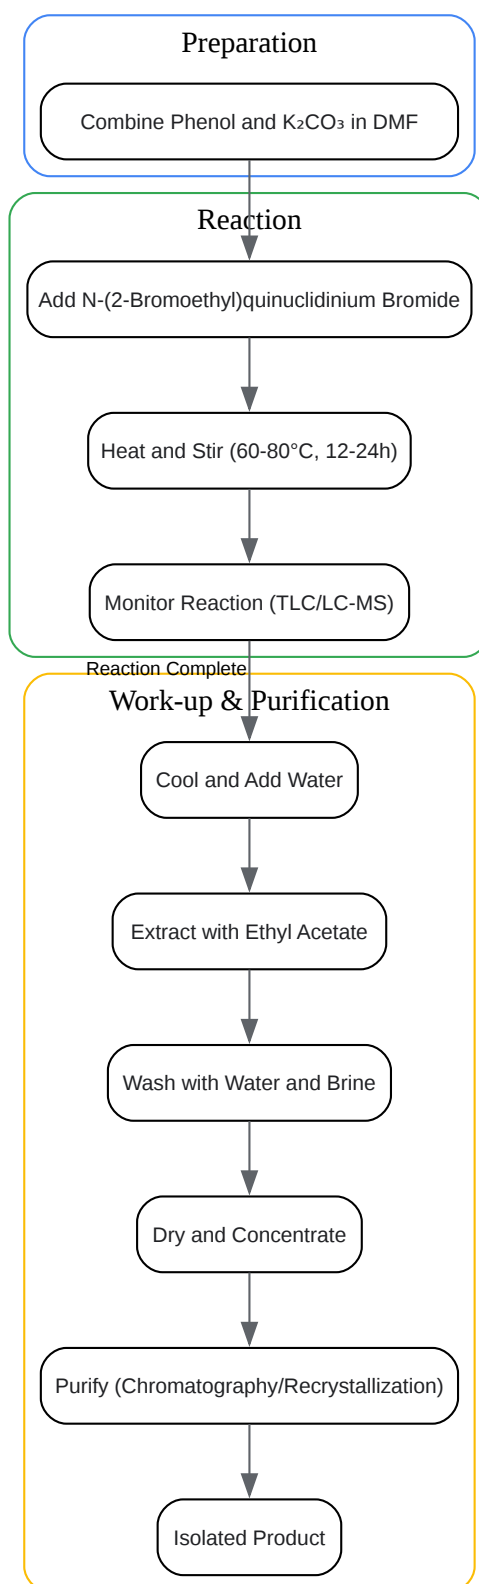 Preparation
Combine Phenol and K₂CO₃ in DMF
Reaction
Add N-(2-Bromoethyl)quinuclidinium Bromide
Heat and Stir (60-80°C, 12-24h)
Monitor Reaction (TLC/LC-MS)
Reaction Complete
Work-up & Purification
Cool and Add Water
Extract with Ethyl Acetate
Wash with Water and Brine
Dry and Concentrate
Purify (Chromatography/Recrystallization)
Isolated Product